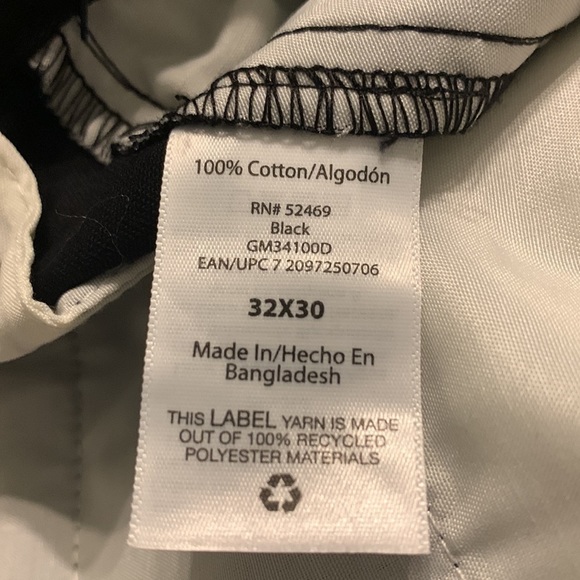 100% Cotton/Algodón
RN# 52469
Black
GM34100D
EAN/UPC 7 2097250706
32X30
Made In/Hecho En
Bangladesh
THIS LABEL YARN IS MADE
OUT OF 100% RECYCLED
POLYESTER MATERIALS